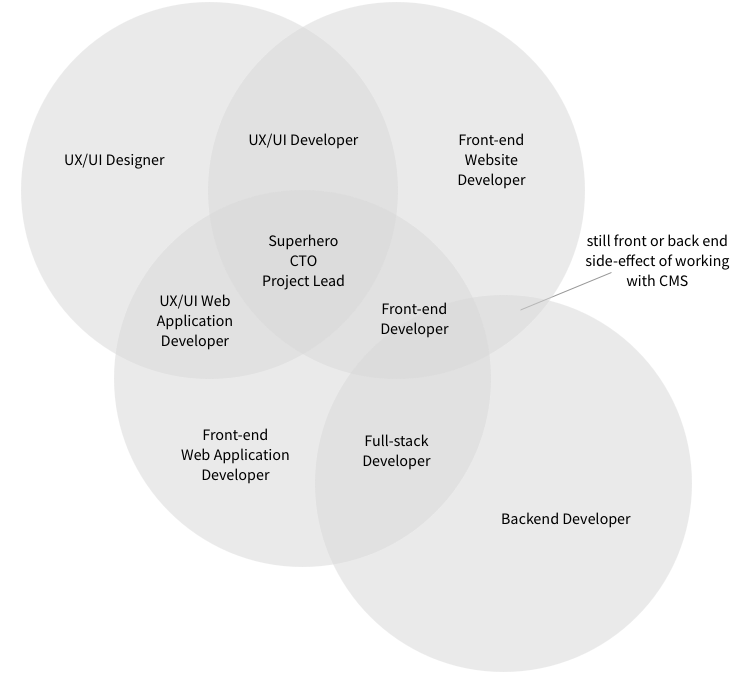 UX/UI Designer
UX/UI Developer
Front-end
Website
Developer
Superhero
CTO
Project Lead
still front or back end
side-effect of working
with CMS
UX/UI Web
Application
Developer
Front-end
Developer
Front-end
Web Application
Developer
Full-stack
Developer
Backend Developer